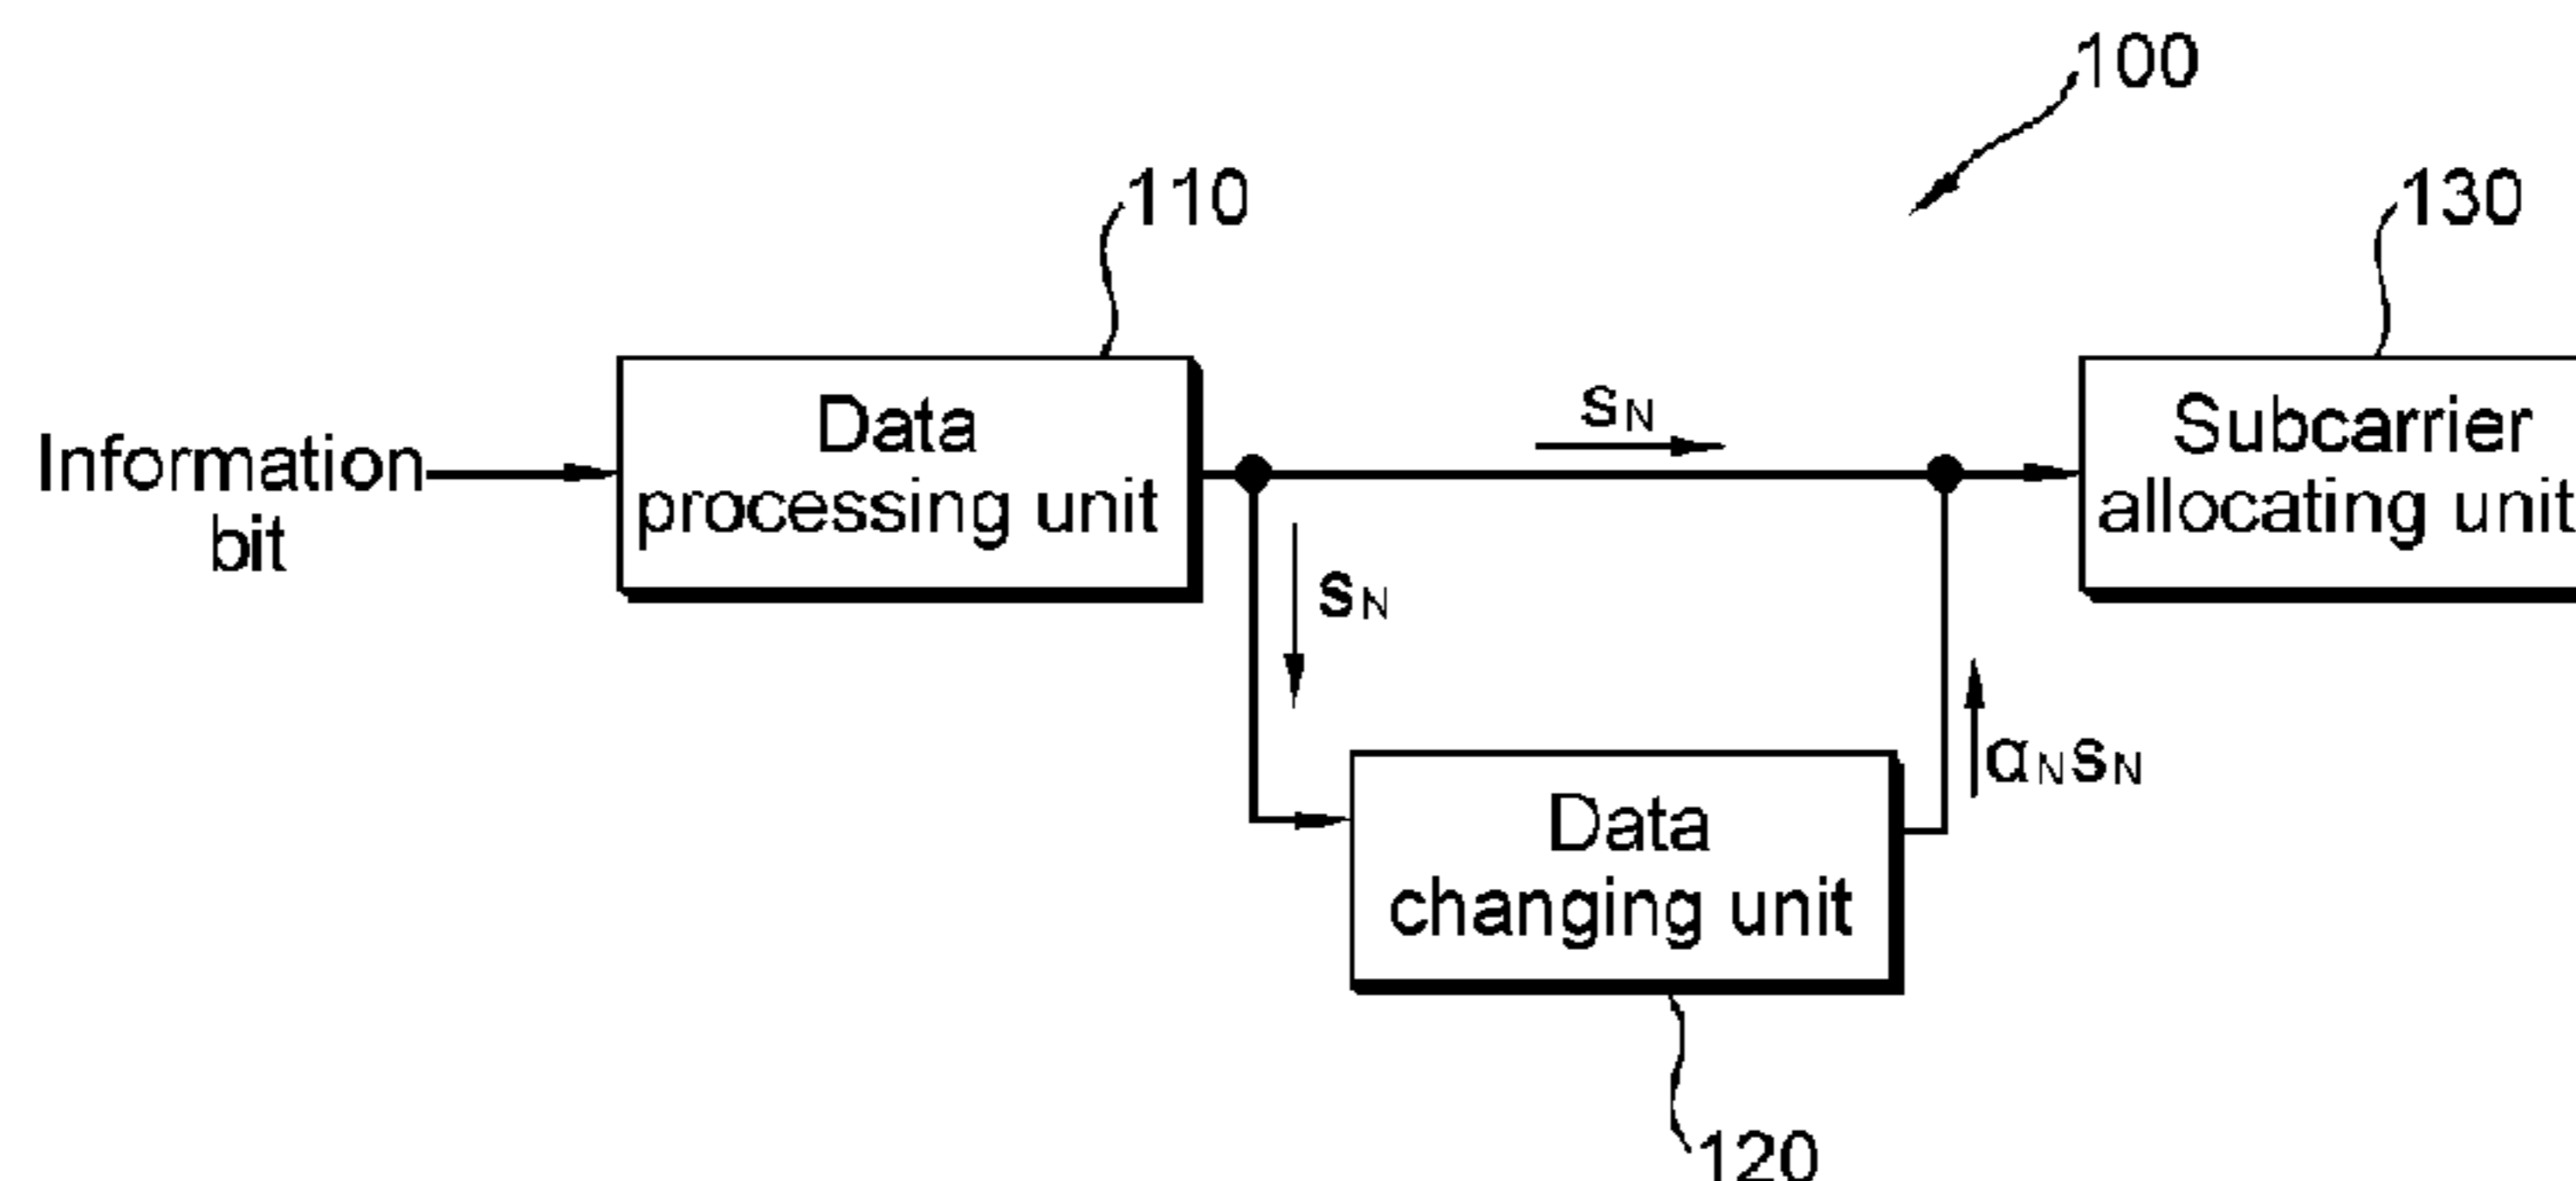 100
110
130
Information
bit
Data
processing unit
sN
Subcarrier
allocating unit
sN
αNsN
Data
changing unit
120